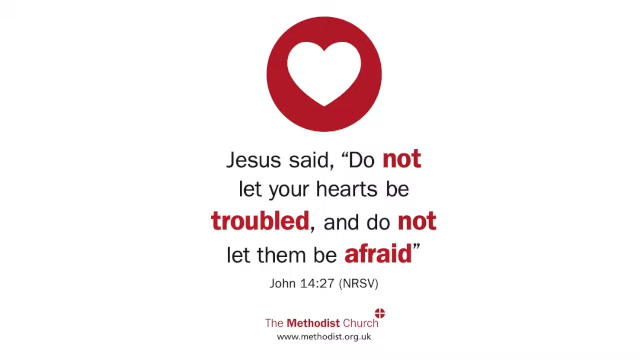 Jesus said, “Do not
let your hearts be
troubled, and do not
let them be afraid”
John 14:27 (NRSV)
The Methodist Church
www.methodist.org.uk